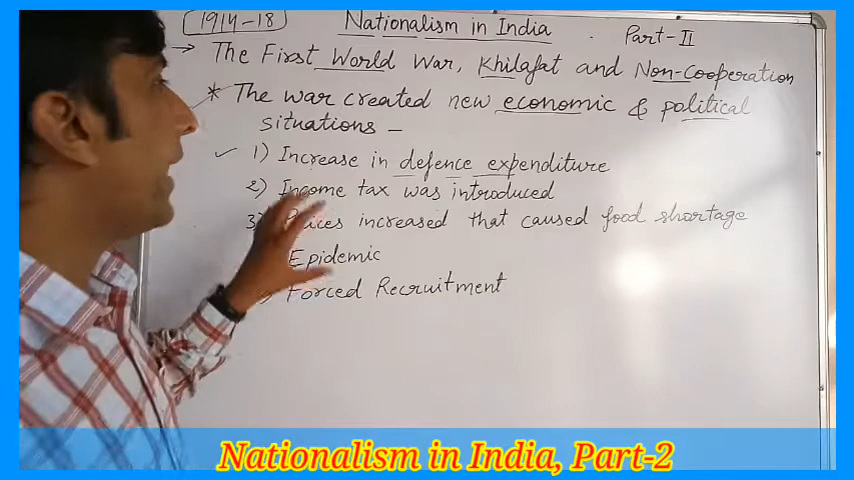 1914-18
Nationalism in India . Part-II
→ The First World War, Khilafat and Non-Cooperation
* The war created new economic & political
situations –
✓ 1) Increase in defence expenditure
2) Income tax was introduced
3) Prices increased that caused food shortage
Epidemic
Forced Recruitment
Nationalism in India, Part-2